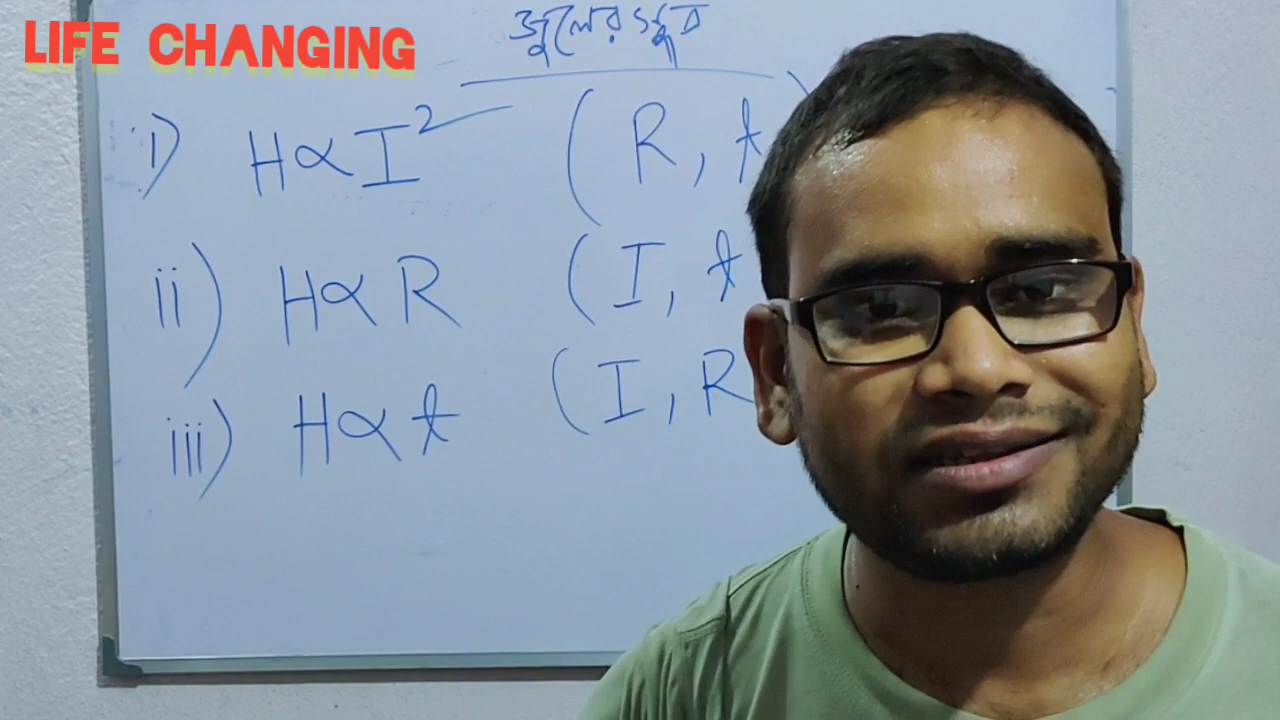 LIFE CHANGING
জুলের সূত্র
i) H∝I² (R, t)
ii) H∝R (I, t
iii) H∝t (I, R